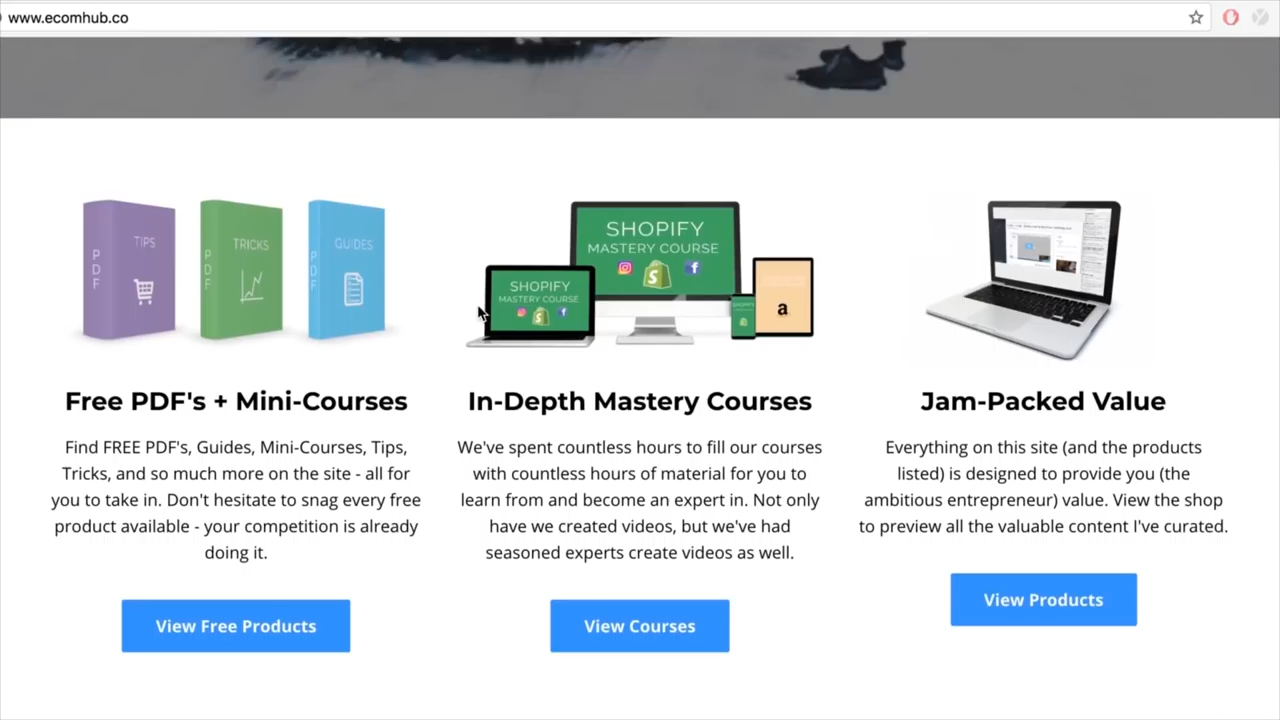 www.ecomhub.co
PDF
TIPS
PDF
TRICKS
PDF
GUIDES
SHOPIFY
MASTERY COURSE
SHOPIFY
MASTERY COURSE
SHOPIFY
a
Free PDF's + Mini-Courses
Find FREE PDF's, Guides, Mini-Courses, Tips,
Tricks, and so much more on the site - all for
you to take in. Don't hesitate to snag every free
product available - your competition is already
doing it.
View Free Products
In-Depth Mastery Courses
We've spent countless hours to fill our courses
with countless hours of material for you to
learn from and become an expert in. Not only
have we created videos, but we've had
seasoned experts create videos as well.
View Courses
Jam-Packed Value
Everything on this site (and the products
listed) is designed to provide you (the
ambitious entrepreneur) value. View the shop
to preview all the valuable content I've curated.
View Products